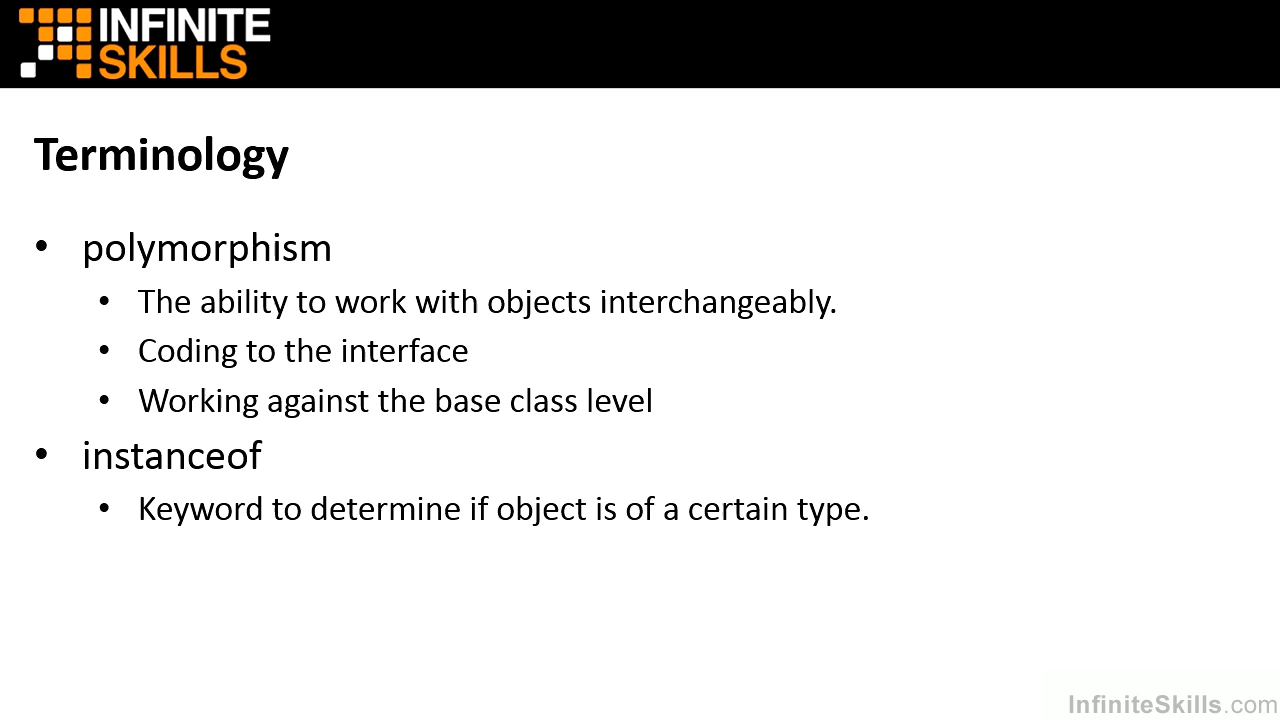 INFINITE
SKILLS
Terminology
• polymorphism
• The ability to work with objects interchangeably.
• Coding to the interface
• Working against the base class level
• instanceof
• Keyword to determine if object is of a certain type.
InfiniteSkills.com